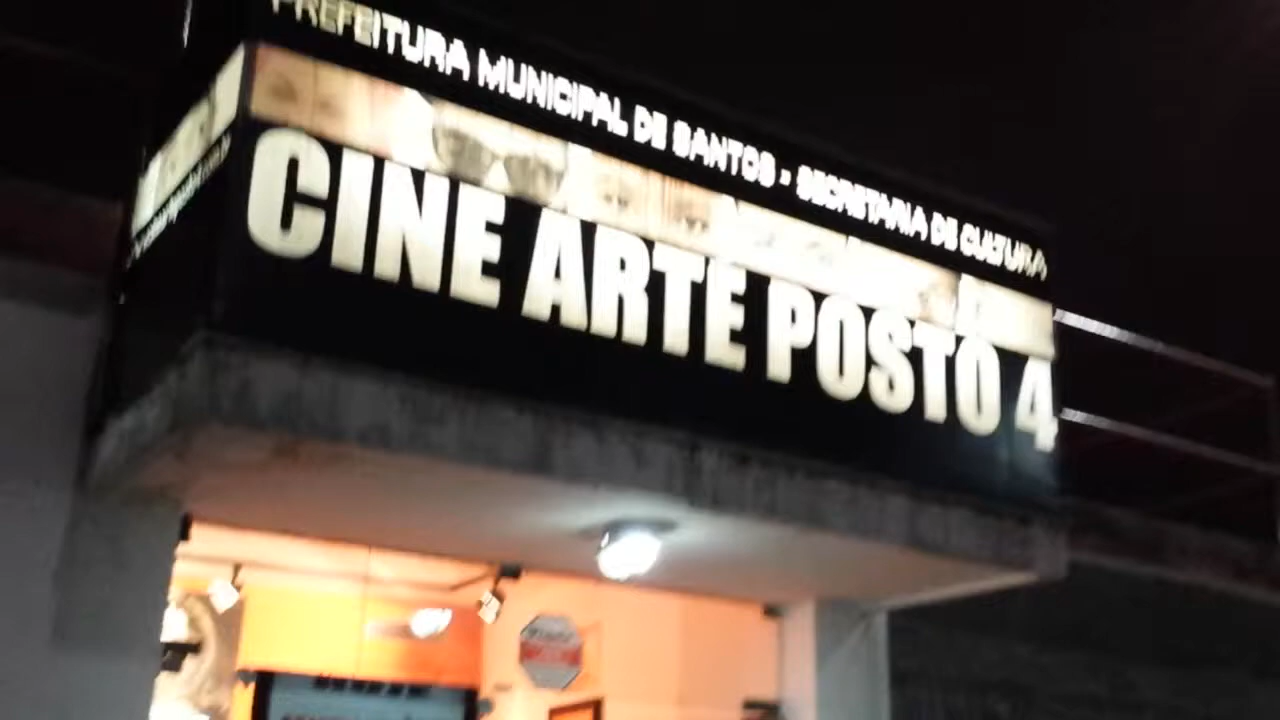 PREFEITURA MUNICIPAL DE SANTOS - SECRETARIA DE CULTURA
CINE ARTE POSTO 4